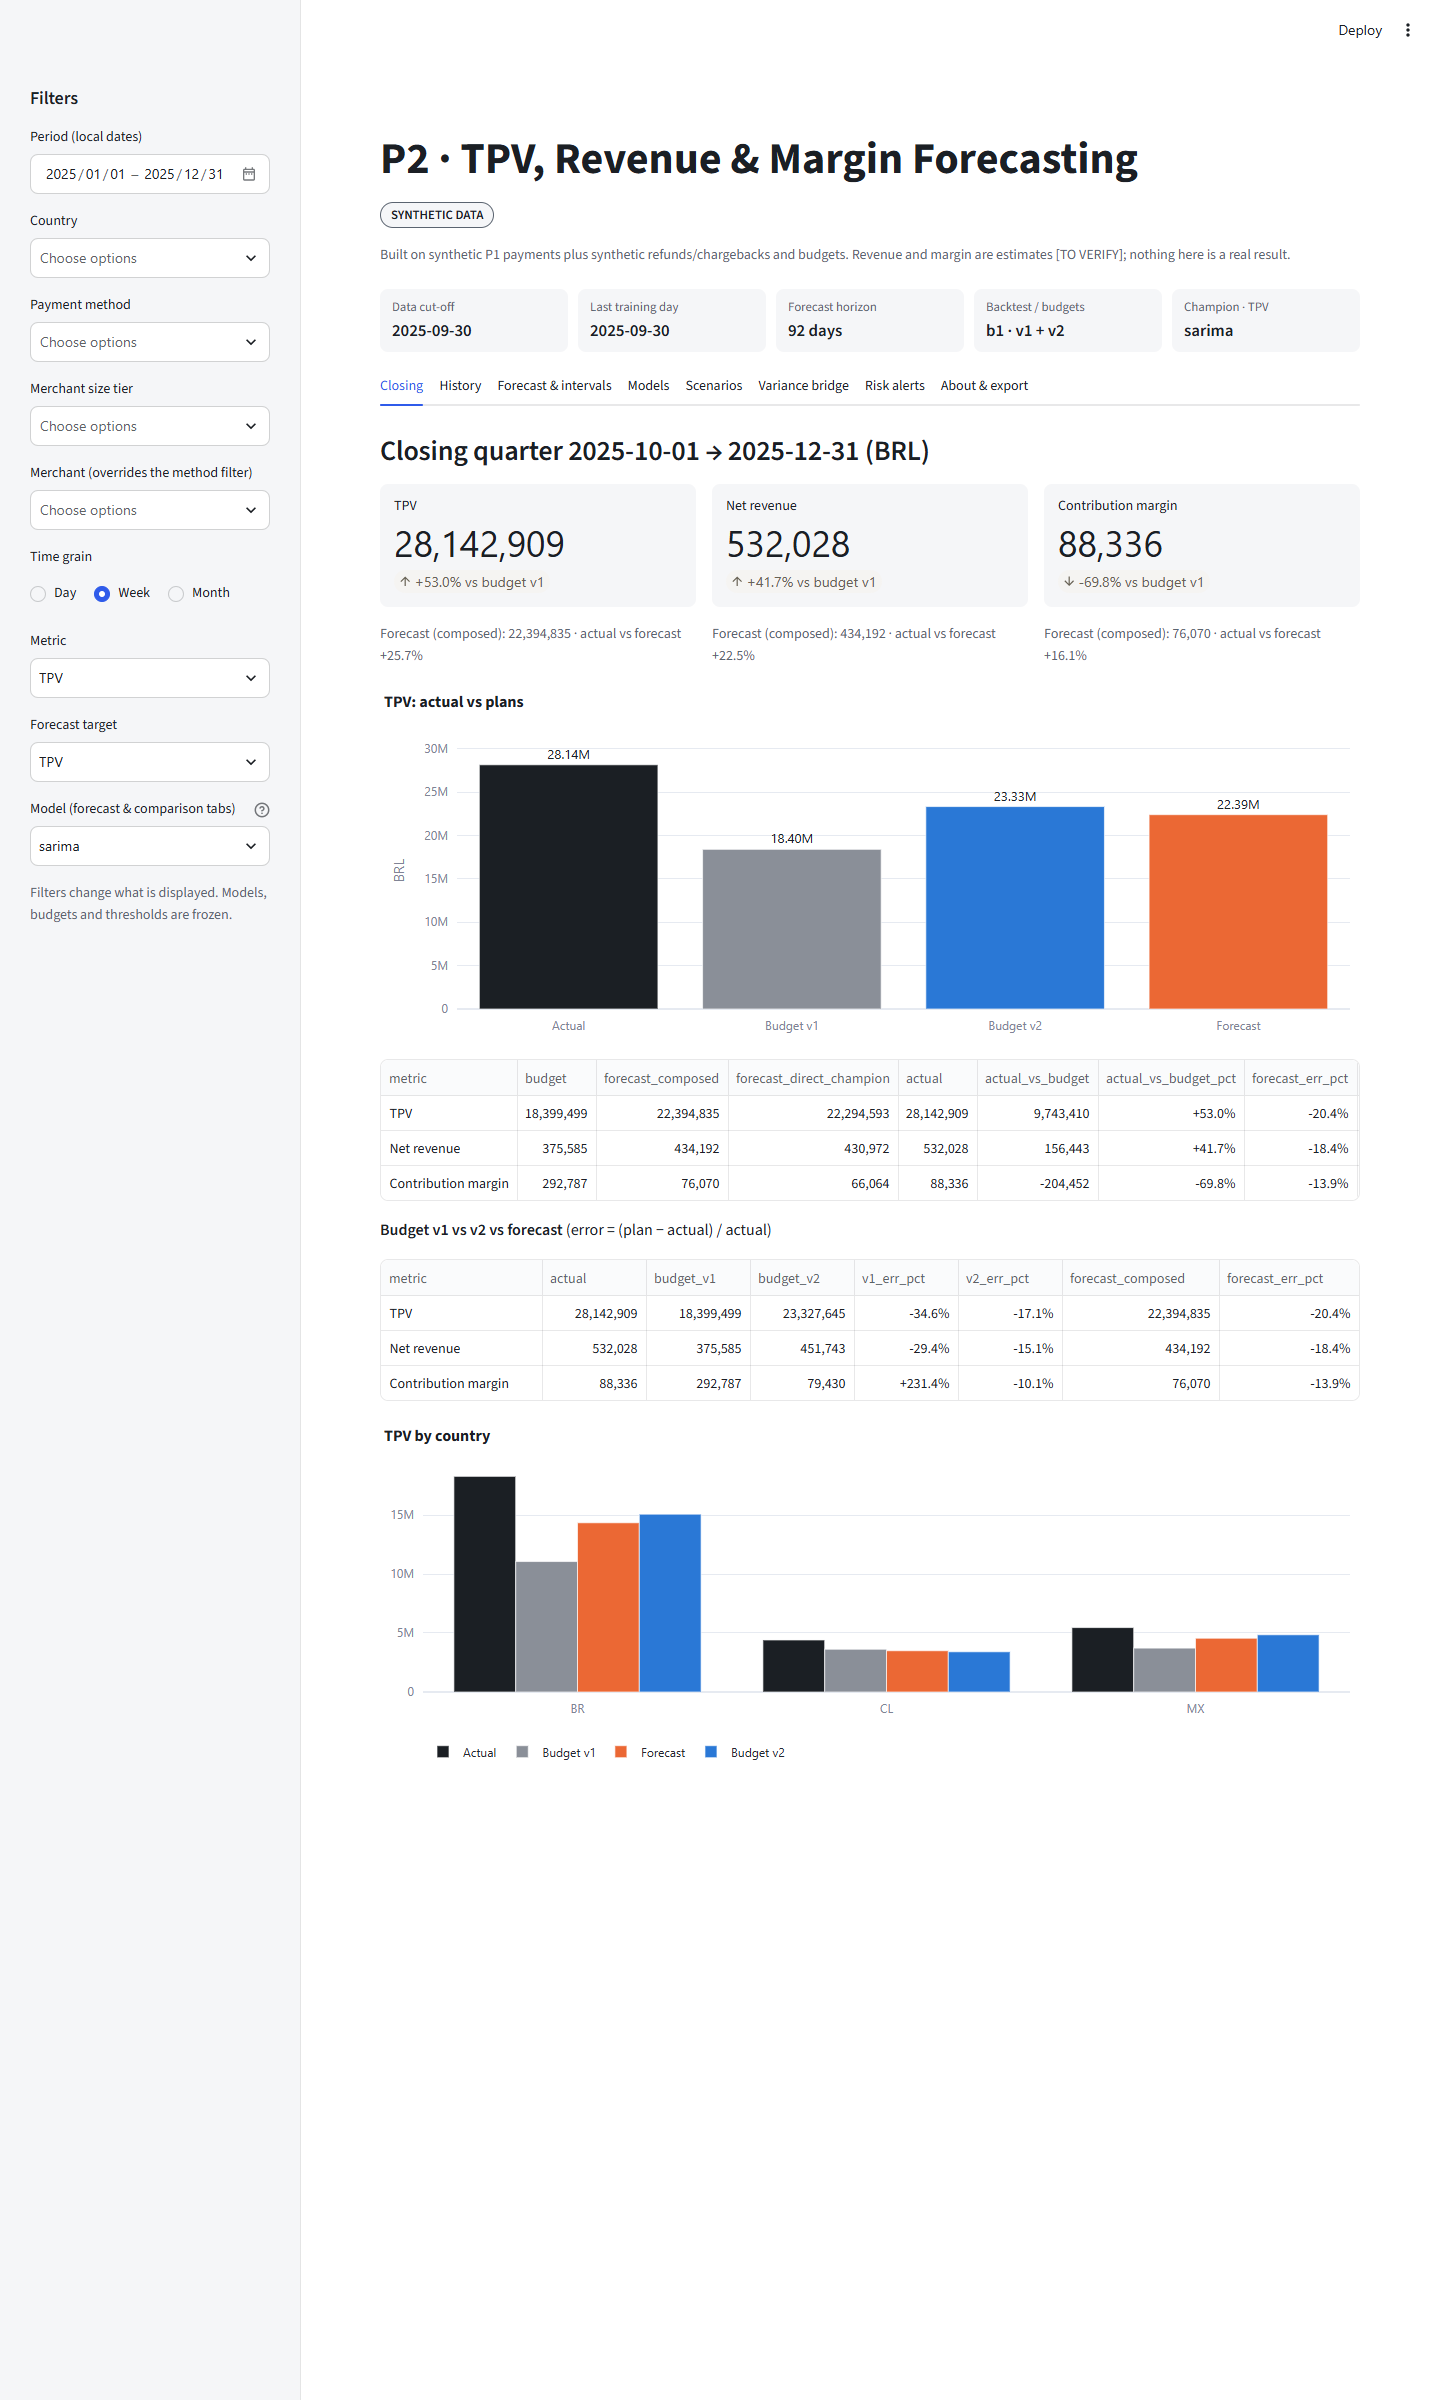 Deploy
Filters
Period (local dates)
2025/01/01 – 2025/12/31
Country
Choose options
Payment method
Choose options
Merchant size tier
Choose options
Merchant (overrides the method filter)
Choose options
Time grain
Day Week Month
Metric
TPV
Forecast target
TPV
Model (forecast & comparison tabs)
sarima
Filters change what is displayed. Models,
budgets and thresholds are frozen.
P2 · TPV, Revenue & Margin Forecasting
SYNTHETIC DATA
Built on synthetic P1 payments plus synthetic refunds/chargebacks and budgets. Revenue and margin are estimates [TO VERIFY]; nothing here is a real result.
Data cut-off Last training day Forecast horizon Backtest / budgets Champion · TPV
2025-09-30 2025-09-30 92 days b1 · v1 + v2 sarima
Closing History Forecast & intervals Models Scenarios Variance bridge Risk alerts About & export
Closing quarter 2025-10-01 → 2025-12-31 (BRL)
TPV Net revenue Contribution margin
28,142,909 532,028 88,336
↑ +53.0% vs budget v1 ↑ +41.7% vs budget v1 ↓ -69.8% vs budget v1
Forecast (composed): 22,394,835 · actual vs forecast
+25.7%
Forecast (composed): 434,192 · actual vs forecast
+22.5%
Forecast (composed): 76,070 · actual vs forecast
+16.1%
TPV: actual vs plans
30M
25M
20M
15M
10M
5M
0
BRL
28.14M
18.40M
23.33M
22.39M
Actual Budget v1 Budget v2 Forecast
metric budget forecast_composed forecast_direct_champion actual actual_vs_budget actual_vs_budget_pct forecast_err_pct
TPV 18,399,499 22,394,835 22,294,593 28,142,909 9,743,410 +53.0% -20.4%
Net revenue 375,585 434,192 430,972 532,028 156,443 +41.7% -18.4%
Contribution margin 292,787 76,070 66,064 88,336 -204,452 -69.8% -13.9%
Budget v1 vs v2 vs forecast (error = (plan − actual) / actual)
metric actual budget_v1 budget_v2 v1_err_pct v2_err_pct forecast_composed forecast_err_pct
TPV 28,142,909 18,399,499 23,327,645 -34.6% -17.1% 22,394,835 -20.4%
Net revenue 532,028 375,585 451,743 -29.4% -15.1% 434,192 -18.4%
Contribution margin 88,336 292,787 79,430 +231.4% -10.1% 76,070 -13.9%
TPV by country
15M
10M
5M
0
BR CL MX
Actual Budget v1 Forecast Budget v2